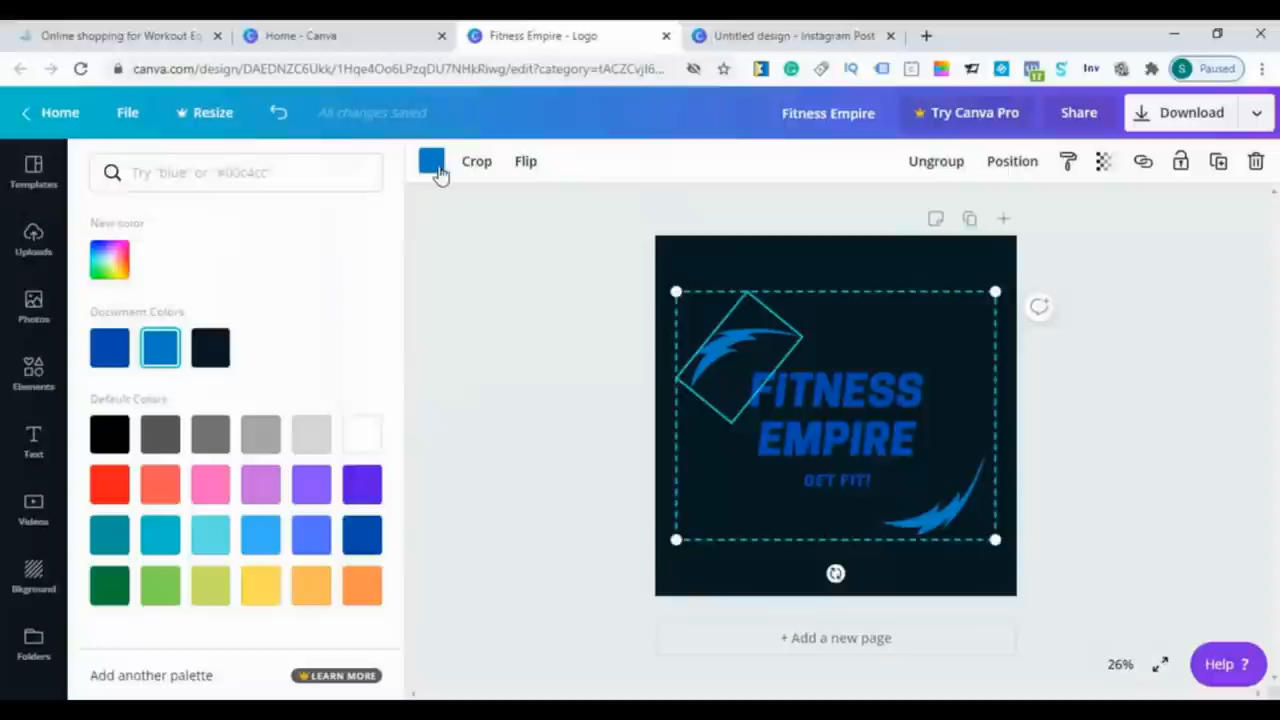 Online shopping for Workout Eq
Home - Canva
Fitness Empire - Logo
Untitled design - Instagram Post
canva.com/design/DAEDNZC6Ukk/1Hqe4Oo6LPzqDU7NHkRiwg/edit?category=tACZCvjI6...
IQ
Inv
S Paused
Home
File
Resize
All changes saved
Fitness Empire
Try Canva Pro
Share
Download
Templates
Uploads
Photos
Elements
Text
Videos
Bkground
Folders
Try "blue" or "#00c4cc"
Crop
Flip
Ungroup
Position
New color
Document Colors
Default Colors
Add another palette
LEARN MORE
FITNESS
EMPIRE
GET FIT!
+ Add a new page
26%
Help ?